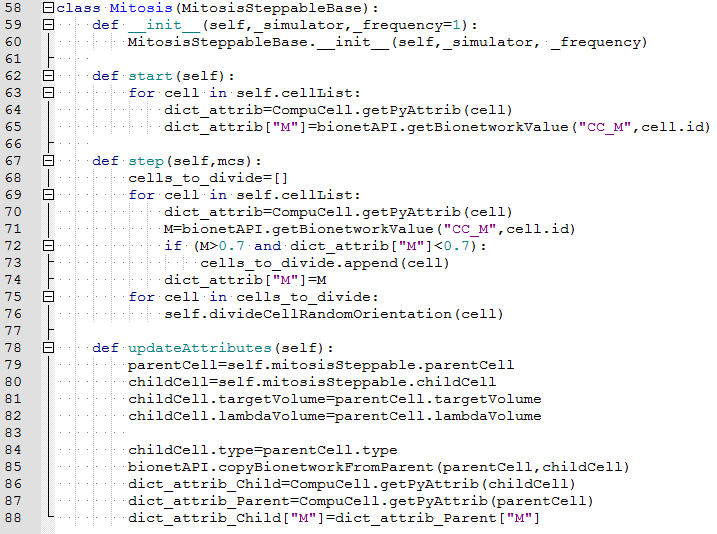 58 class Mitosis(MitosisSteppableBase):
59     def __init__(self,_simulator,_frequency=1):
60         MitosisSteppableBase.__init__(self,_simulator, _frequency)
61
62     def start(self):
63         for cell in self.cellList:
64             dict_attrib=CompuCell.getPyAttrib(cell)
65             dict_attrib["M"]=bionetAPI.getBionetworkValue("CC_M",cell.id)
66
67     def step(self,mcs):
68         cells_to_divide=[]
69         for cell in self.cellList:
70             dict_attrib=CompuCell.getPyAttrib(cell)
71             M=bionetAPI.getBionetworkValue("CC_M",cell.id)
72             if (M>0.7 and dict_attrib["M"]<0.7):
73                 cells_to_divide.append(cell)
74             dict_attrib["M"]=M
75         for cell in cells_to_divide:
76             self.divideCellRandomOrientation(cell)
77
78     def updateAttributes(self):
79         parentCell=self.mitosisSteppable.parentCell
80         childCell=self.mitosisSteppable.childCell
81         childCell.targetVolume=parentCell.targetVolume
82         childCell.lambdaVolume=parentCell.lambdaVolume
83
84         childCell.type=parentCell.type
85         bionetAPI.copyBionetworkFromParent(parentCell,childCell)
86         dict_attrib_Child=CompuCell.getPyAttrib(childCell)
87         dict_attrib_Parent=CompuCell.getPyAttrib(parentCell)
88         dict_attrib_Child["M"]=dict_attrib_Parent["M"]